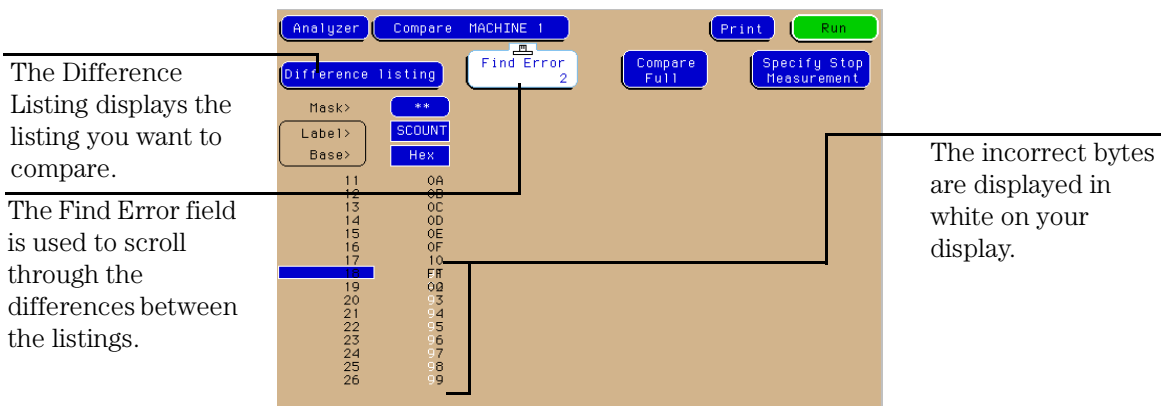 Analyzer Compare MACHINE 1 Print Run
Difference listing Find Error 2 Compare Full Specify Stop Measurement
Mask> **
Label> SCOUNT
Base> Hex
11 0A
12 0B
13 0C
14 0D
15 0E
16 0F
17 10
18
19
20 93
21 94
22 95
23 96
24 97
25 98
26 99
The Difference
Listing displays the
listing you want to
compare.
The Find Error field
is used to scroll
through the
differences between
the listings.
The incorrect bytes
are displayed in
white on your
display.